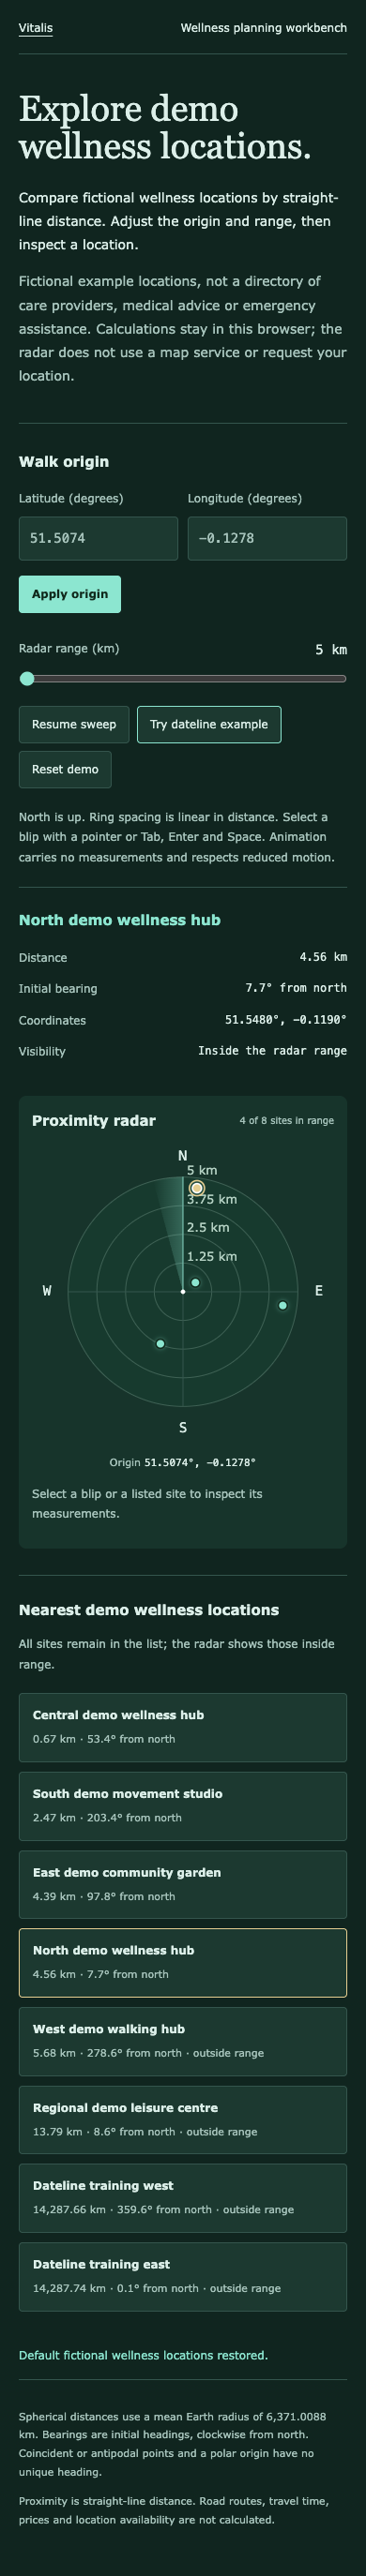 Vitalis
Wellness planning workbench
Explore demo
wellness locations.
Compare fictional wellness locations by straight-
line distance. Adjust the origin and range, then
inspect a location.
Fictional example locations, not a directory of
care providers, medical advice or emergency
assistance. Calculations stay in this browser; the
radar does not use a map service or request your
location.
Walk origin
Latitude (degrees)
Longitude (degrees)
51.5074
-0.1278
Apply origin
Radar range (km)
5 km
Resume sweep
Try dateline example
Reset demo
North is up. Ring spacing is linear in distance. Select a
blip with a pointer or Tab, Enter and Space. Animation
carries no measurements and respects reduced motion.
North demo wellness hub
Distance
4.56 km
Initial bearing
7.7° from north
Coordinates
51.5480°, -0.1190°
Visibility
Inside the radar range
Proximity radar
4 of 8 sites in range
N
5 km
3.75 km
2.5 km
1.25 km
W
E
S
Origin 51.5074°, -0.1278°
Select a blip or a listed site to inspect its
measurements.
Nearest demo wellness locations
All sites remain in the list; the radar shows those inside
range.
Central demo wellness hub
0.67 km · 53.4° from north
South demo movement studio
2.47 km · 203.4° from north
East demo community garden
4.39 km · 97.8° from north
North demo wellness hub
4.56 km · 7.7° from north
West demo walking hub
5.68 km · 278.6° from north · outside range
Regional demo leisure centre
13.79 km · 8.6° from north · outside range
Dateline training west
14,287.66 km · 359.6° from north · outside range
Dateline training east
14,287.74 km · 0.1° from north · outside range
Default fictional wellness locations restored.
Spherical distances use a mean Earth radius of 6,371.0088
km. Bearings are initial headings, clockwise from north.
Coincident or antipodal points and a polar origin have no
unique heading.
Proximity is straight-line distance. Road routes, travel time,
prices and location availability are not calculated.